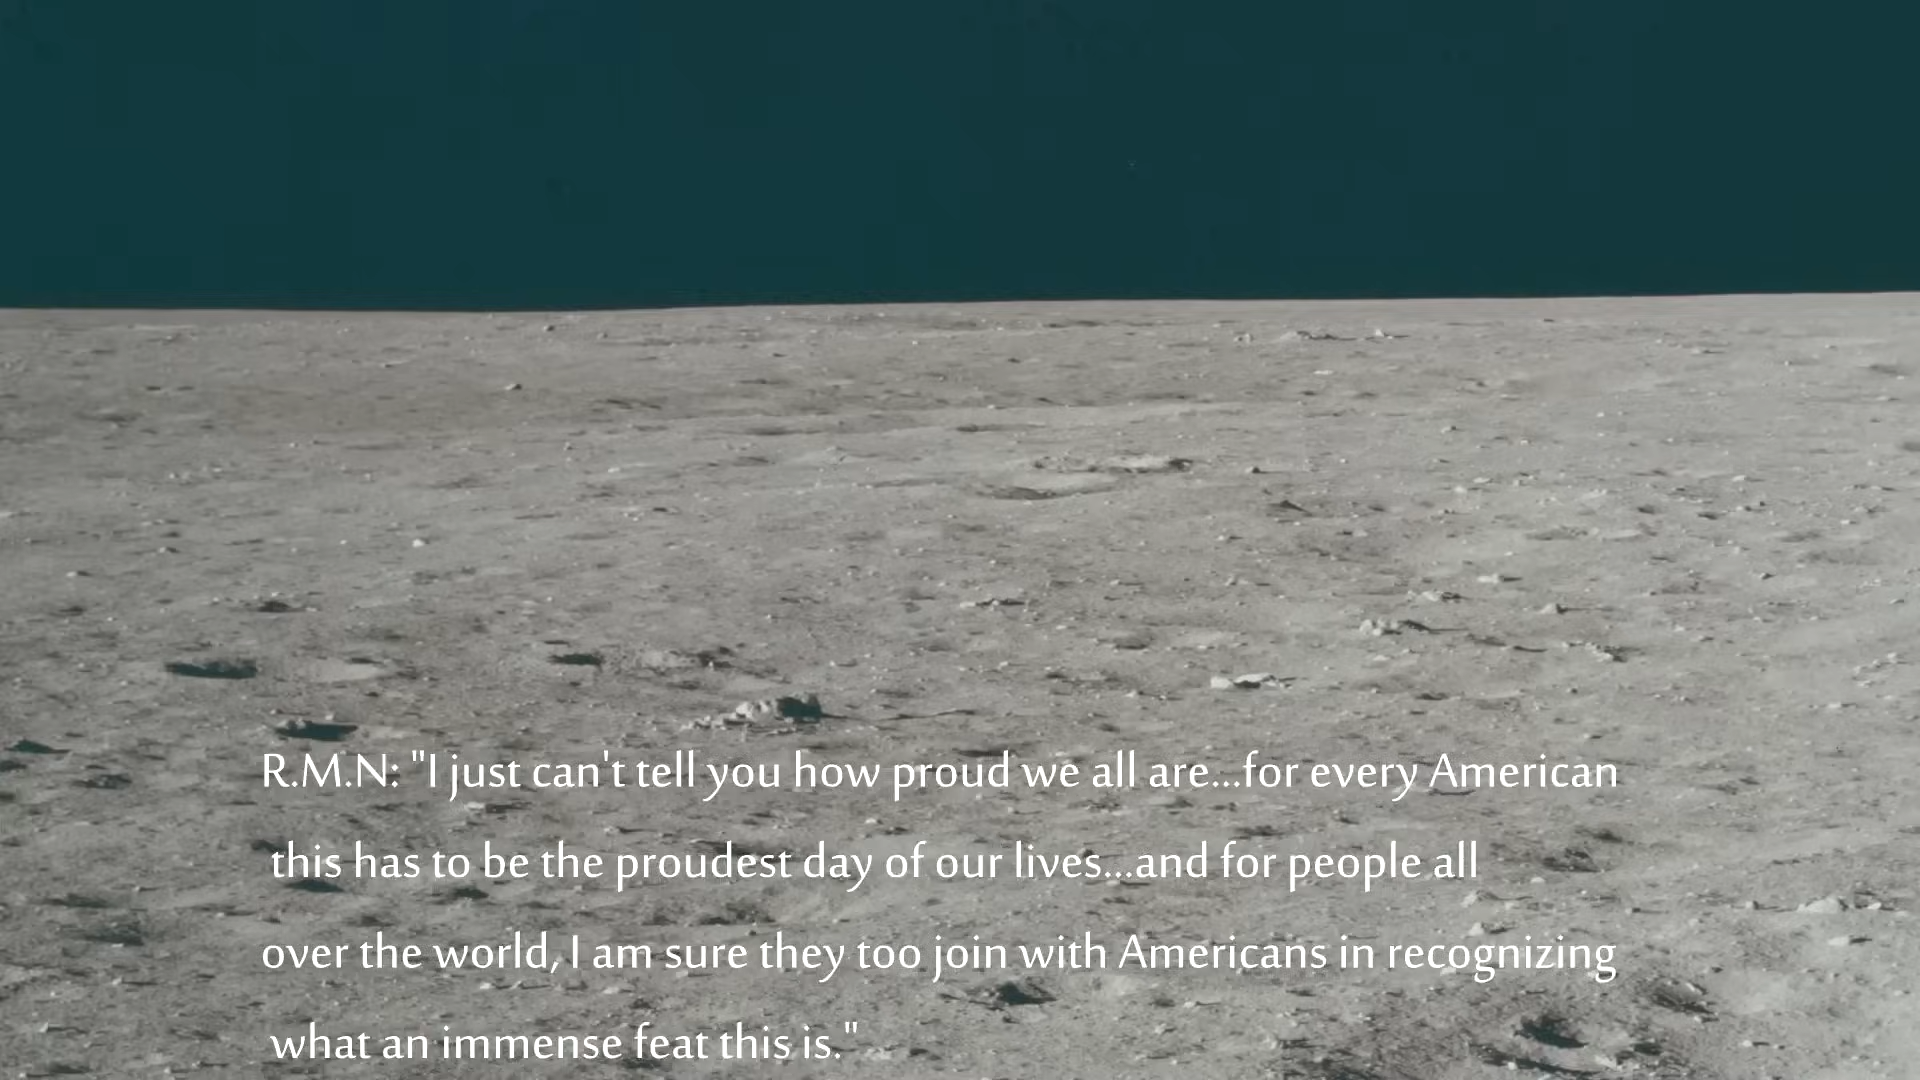 R.M.N: "I just can't tell you how proud we all are...for every American
this has to be the proudest day of our lives...and for people all
over the world, I am sure they too join with Americans in recognizing
what an immense feat this is."